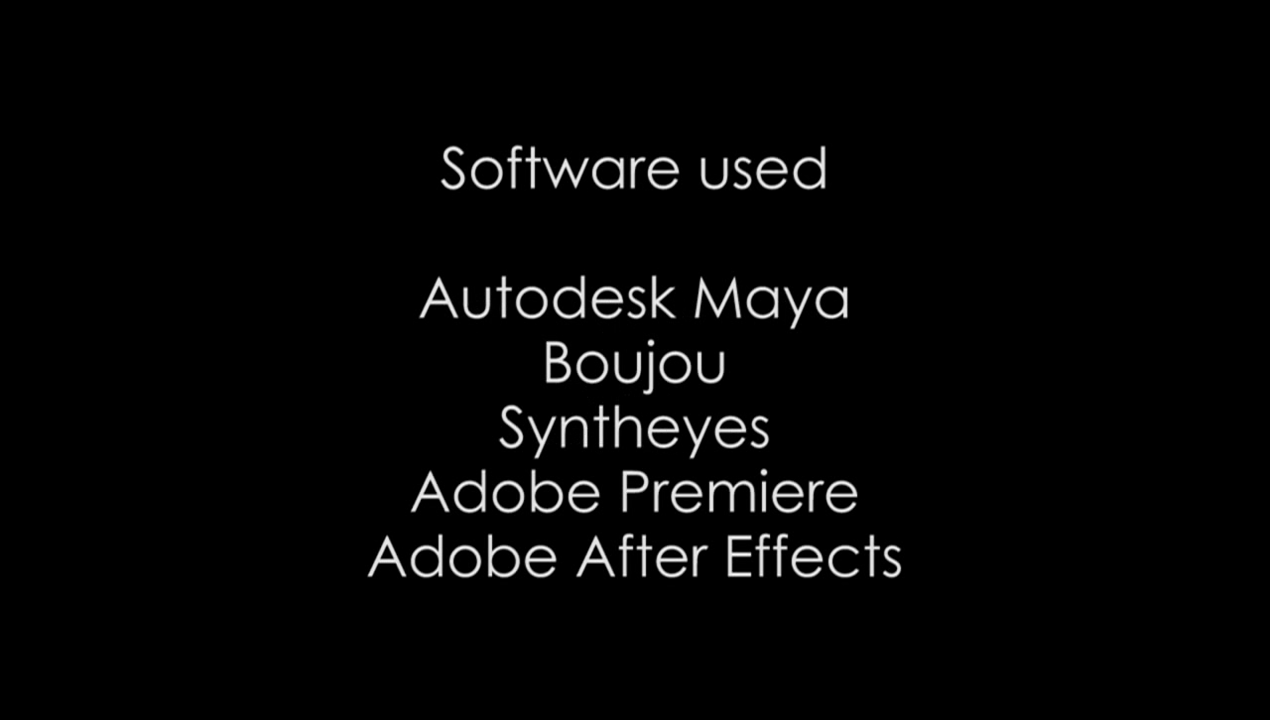 Software used
Autodesk Maya
Boujou
Syntheyes
Adobe Premiere
Adobe After Effects